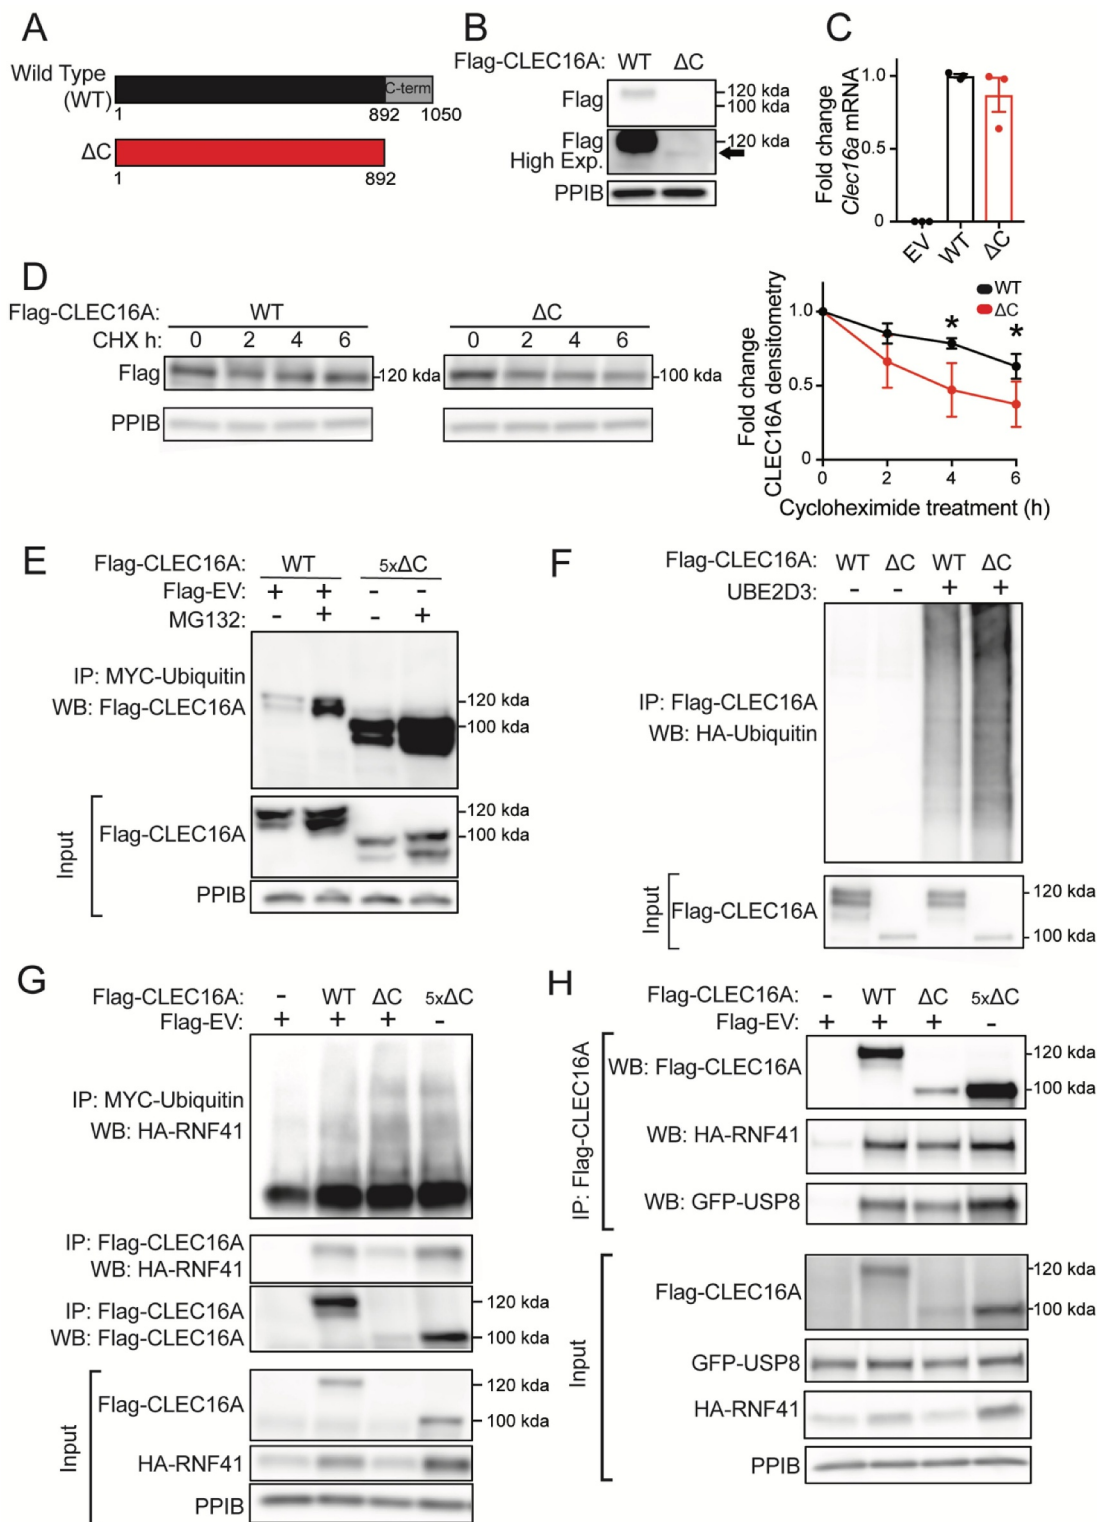 A
Wild Type
(WT)
C-term
1 892 1050
ΔC
1 892
B
Flag-CLEC16A: WT ΔC
Flag
120 kda
100 kda
Flag
High Exp.
120 kda
PPIB
C
Fold change
Clec16a mRNA
1.0
0.5
0
EV WT ΔC
D
Flag-CLEC16A: WT ΔC
CHX h: 0 2 4 6 0 2 4 6
Flag 120 kda 100 kda
PPIB
Fold change
CLEC16A densitometry
WT
ΔC
1.0
0.5
0
* *
0 2 4 6
Cycloheximide treatment (h)
E
Flag-CLEC16A: WT 5xΔC
Flag-EV: + + - -
MG132: - + - +
IP: MYC-Ubiquitin
WB: Flag-CLEC16A
120 kda
100 kda
Input
Flag-CLEC16A
120 kda
100 kda
PPIB
F
Flag-CLEC16A: WT ΔC WT ΔC
UBE2D3: - - + +
IP: Flag-CLEC16A
WB: HA-Ubiquitin
Input
Flag-CLEC16A
120 kda
100 kda
G
Flag-CLEC16A: - WT ΔC 5xΔC
Flag-EV: + + + -
IP: MYC-Ubiquitin
WB: HA-RNF41
IP: Flag-CLEC16A
WB: HA-RNF41
IP: Flag-CLEC16A
WB: Flag-CLEC16A
120 kda
100 kda
Input
Flag-CLEC16A
120 kda
100 kda
HA-RNF41
PPIB
H
Flag-CLEC16A: - WT ΔC 5xΔC
Flag-EV: + + + -
IP: Flag-CLEC16A
WB: Flag-CLEC16A
120 kda
100 kda
WB: HA-RNF41
WB: GFP-USP8
Input
Flag-CLEC16A
120 kda
100 kda
GFP-USP8
HA-RNF41
PPIB